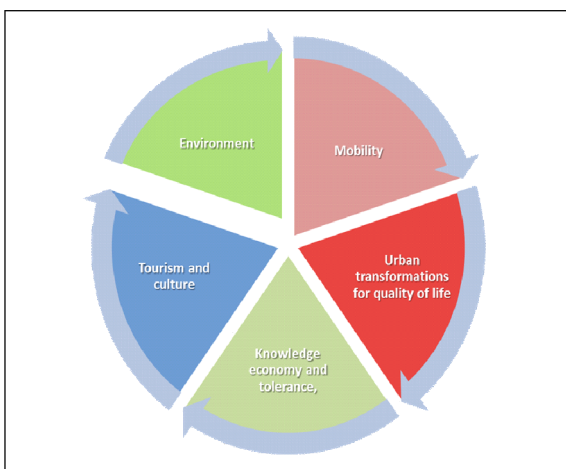 Environment
Mobility
Urban
transformations
for quality of life
Knowledge
economy and
tolerance,
Tourism and
culture